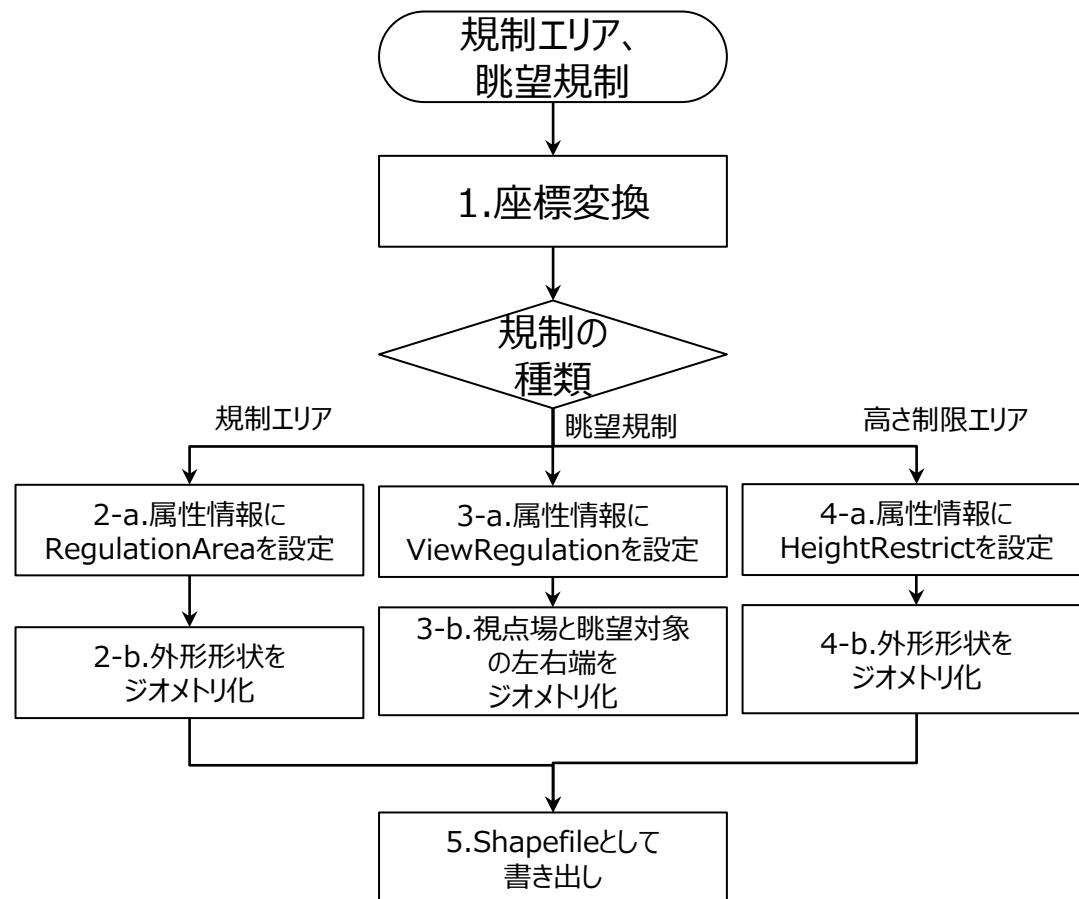 規制エリア、
眺望規制
1.座標変換
規制の
種類
規制エリア
眺望規制
高さ制限エリア
2-a.属性情報に
RegulationAreaを設定
3-a.属性情報に
ViewRegulationを設定
4-a.属性情報に
HeightRestrictを設定
2-b.外形形状を
ジオメトリ化
3-b.視点場と眺望対象
の左右端を
ジオメトリ化
4-b.外形形状を
ジオメトリ化
5.Shapefileとして
書き出し